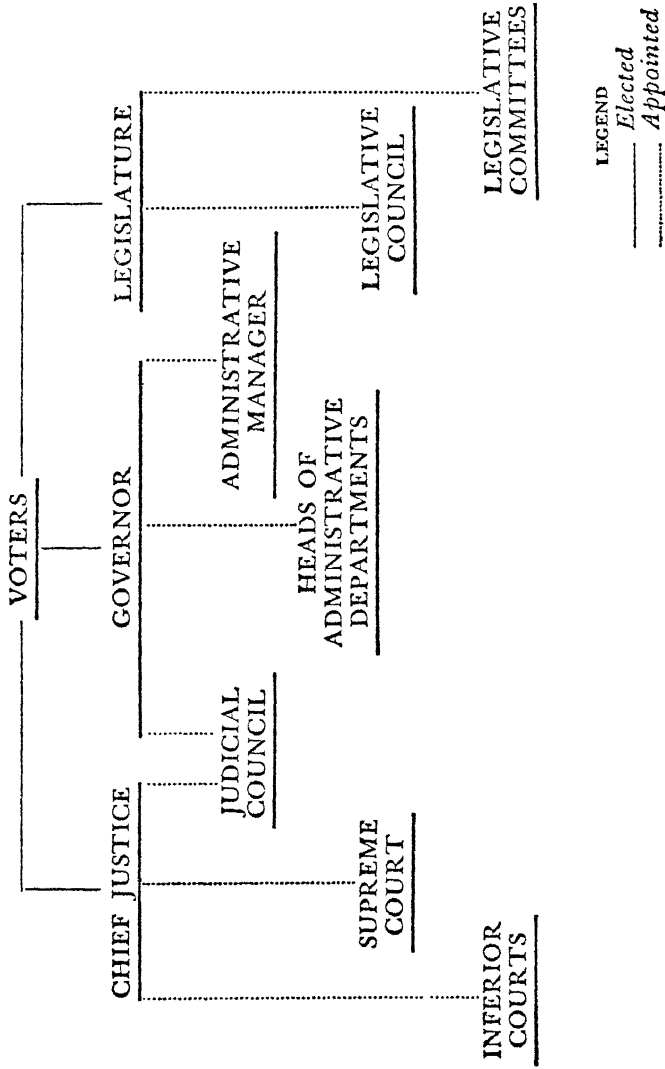 VOTERS
CHIEF JUSTICE
GOVERNOR
LEGISLATURE
JUDICIAL
COUNCIL
ADMINISTRATIVE
MANAGER
HEADS OF
ADMINISTRATIVE
DEPARTMENTS
SUPREME
COURT
LEGISLATIVE
COUNCIL
INFERIOR
COURTS
LEGISLATIVE
COMMITTEES
LEGEND
Elected
Appointed